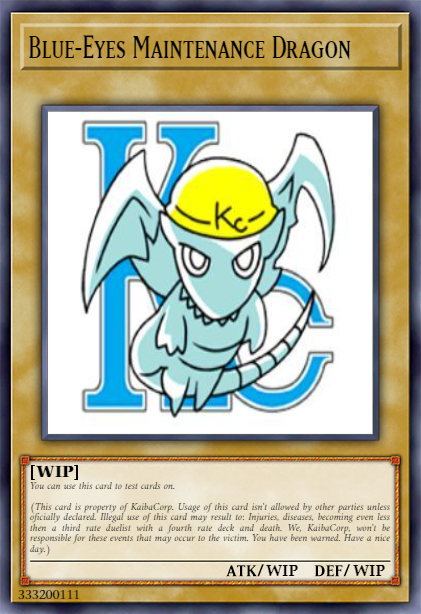 Blue-Eyes Maintenance Dragon
KC
Kc
[WIP]
You can use this card to test cards on.
(This card is property of KaibaCorp. Usage of this card isn't allowed by other parties unless
oficially declared. Illegal use of this card may result to: Injuries, diseases, becoming even less
then a third rate duelist with a fourth rate deck and death. We, KaibaCorp, won't be
responsible for these events that may occur to the victim. You have been warned. Have a nice
day.)
ATK/WIP DEF/WIP
333200111